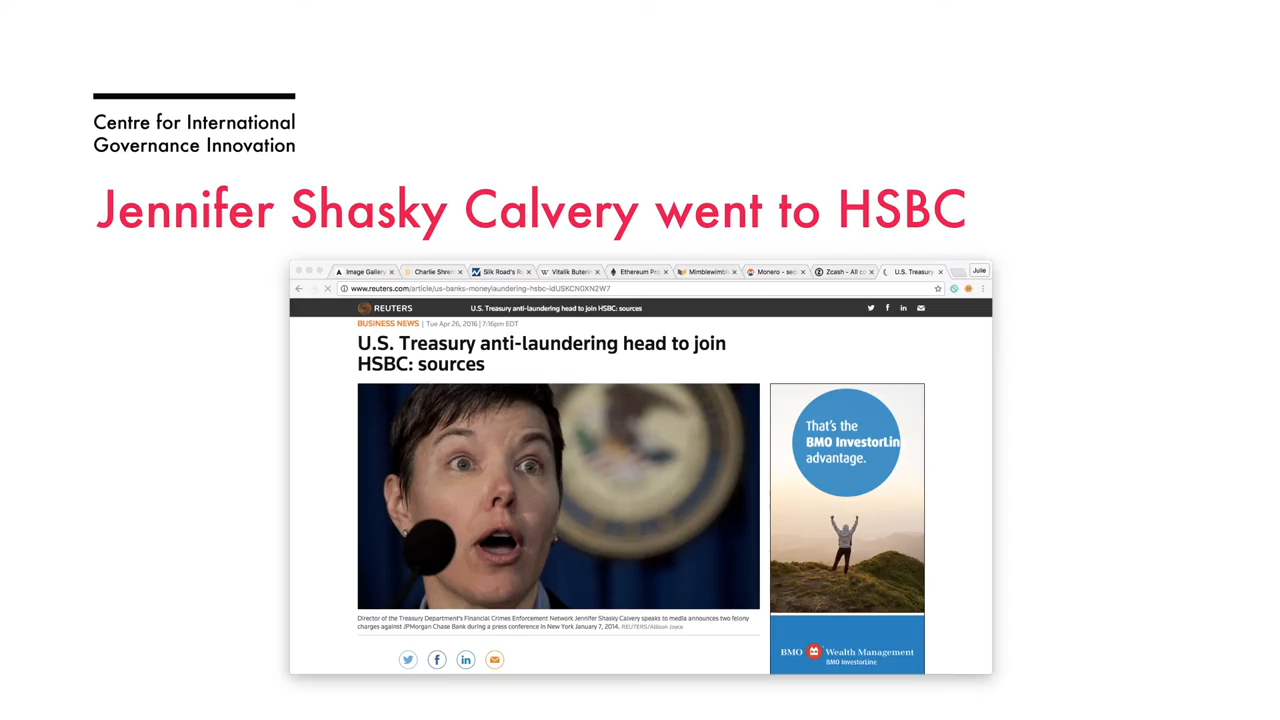 Centre for International
Governance Innovation
Jennifer Shasky Calvery went to HSBC
Image Gallery
Charlie Shrem
Silk Road's R
Vitalik Buterin
Ethereum Pro
Mimblewimbl
Monero - sec
Zcash - All co
U.S. Treasury
Julie
www.reuters.com/article/us-banks-moneylaundering-hsbc-idUSKCN0XN2W7
REUTERS
U.S. Treasury anti-laundering head to join HSBC: sources
BUSINESS NEWS | Tue Apr 26, 2016 | 7:16pm EDT
U.S. Treasury anti-laundering head to join
HSBC: sources
That's the
BMO InvestorLin
advantage.
Director of the Treasury Department's Financial Crimes Enforcement Network Jennifer Shasky Calvery speaks to media announces two felony
charges against JPMorgan Chase Bank during a press conference in New York January 7, 2014. REUTERS/Allison Joyce
BMO Wealth Management
BMO InvestorLine